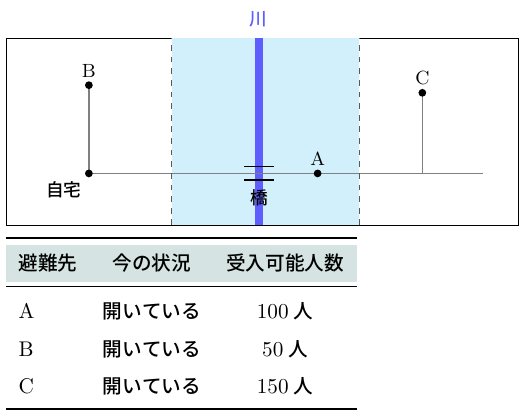 川
B
C
A
自宅
橋
避難先 今の状況 受入可能人数
A 開いている 100 人
B 開いている 50 人
C 開いている 150 人